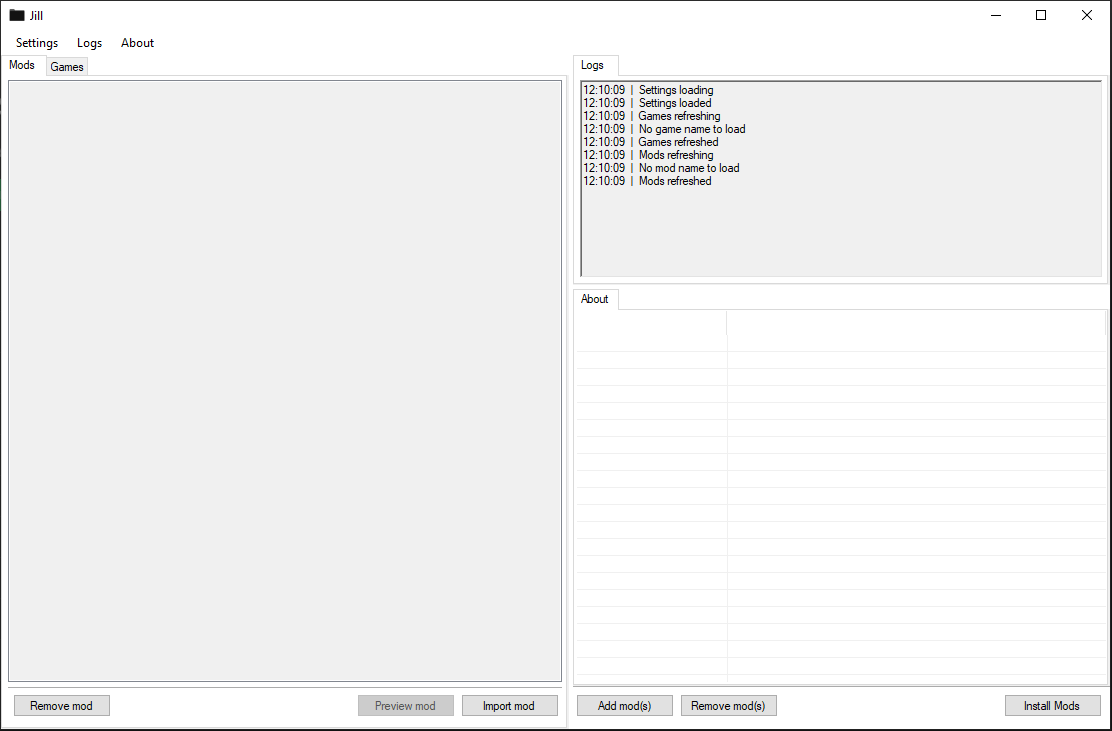 Jill
Settings Logs About
Mods Games
Logs
12:10:09 | Settings loading
12:10:09 | Settings loaded
12:10:09 | Games refreshing
12:10:09 | No game name to load
12:10:09 | Games refreshed
12:10:09 | Mods refreshing
12:10:09 | No mod name to load
12:10:09 | Mods refreshed
About
Remove mod Preview mod Import mod
Add mod(s) Remove mod(s) Install Mods